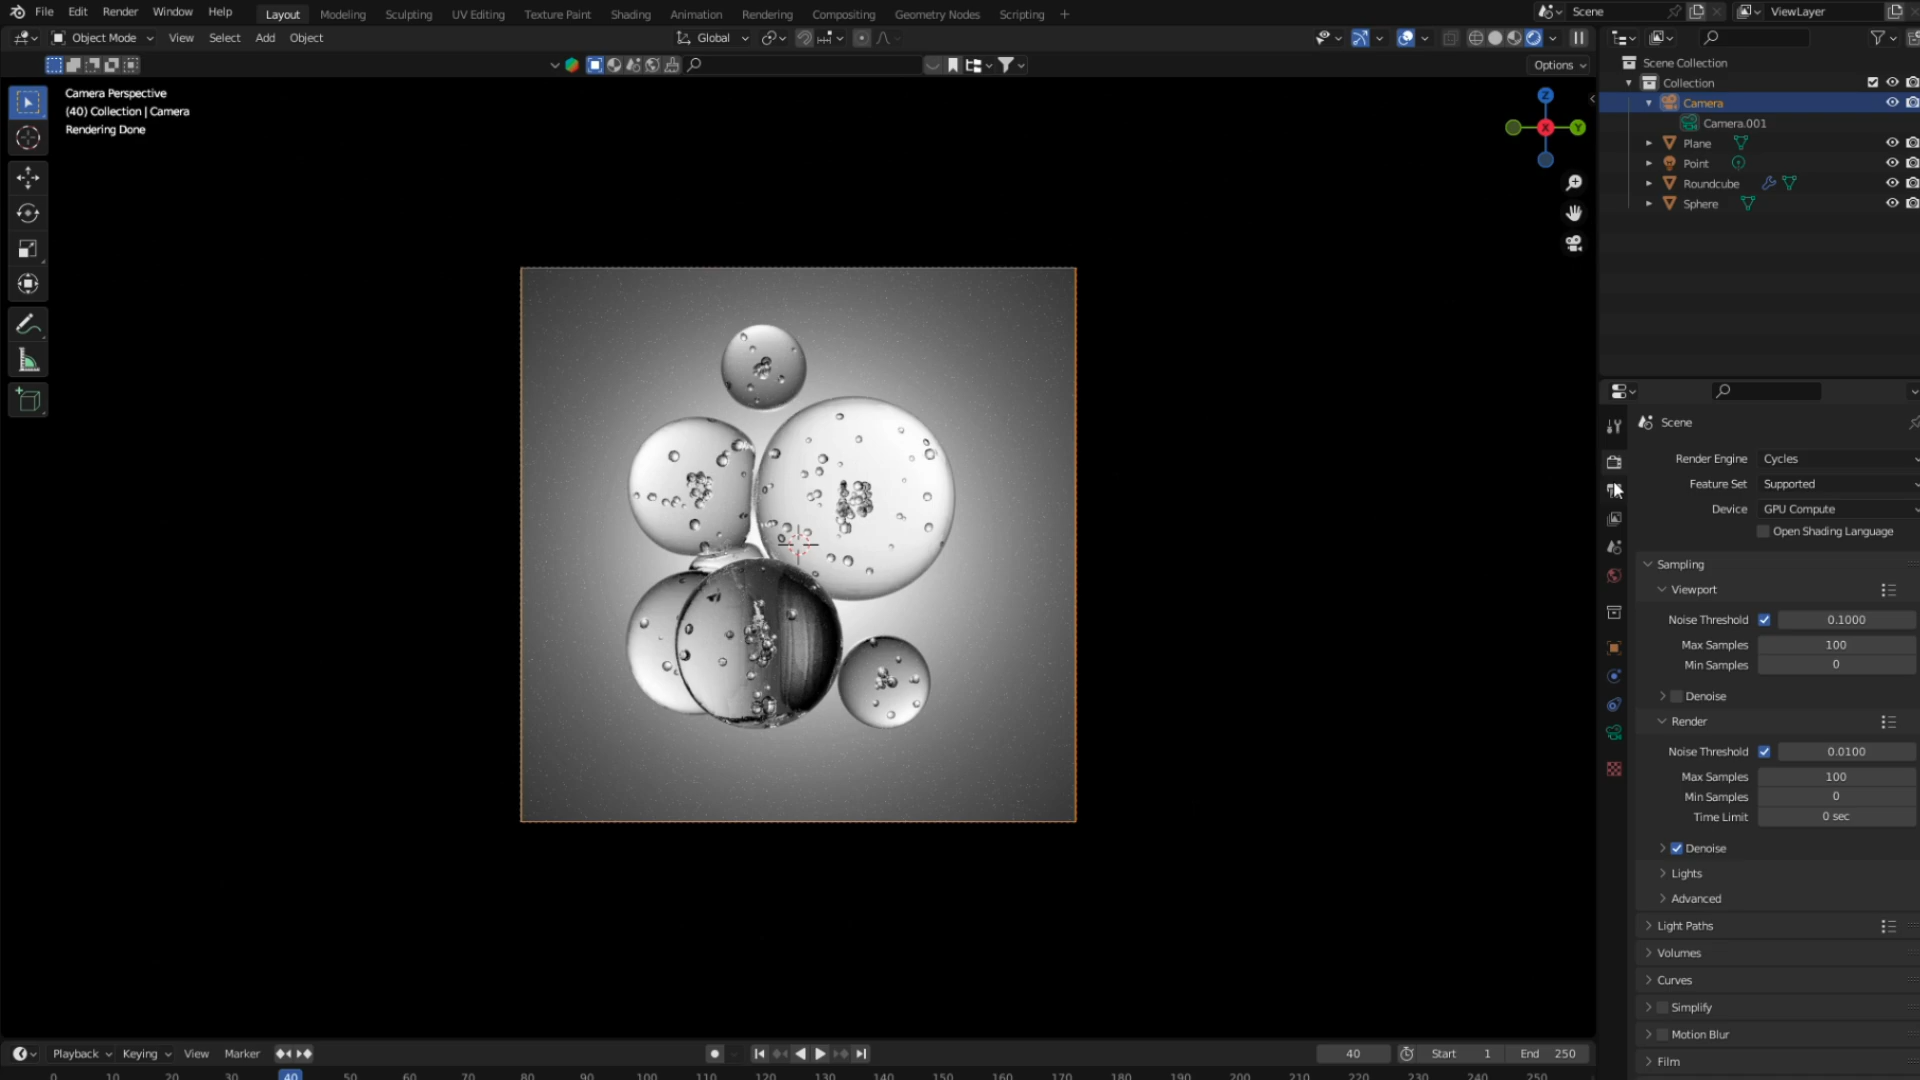 File Edit Render Window Help Layout Modeling Sculpting UV Editing Texture Paint Shading Animation Rendering Compositing Geometry Nodes Scripting + Scene ViewLayer
Object Mode View Select Add Object Global
Options
Camera Perspective
(40) Collection | Camera
Rendering Done
Z
X
Y
Scene Collection
Collection
Camera
Camera.001
Plane
Point
Roundcube
Sphere
Scene
Render Engine Cycles
Feature Set Supported
Device GPU Compute
Open Shading Language
Sampling
Viewport
Noise Threshold 0.1000
Max Samples 100
Min Samples 0
Denoise
Render
Noise Threshold 0.0100
Max Samples 100
Min Samples 0
Time Limit 0 sec
Denoise
Lights
Advanced
Light Paths
Volumes
Curves
Simplify
Motion Blur
Film
Playback Keying View Marker 40 Start 1 End 250
0 10 20 30 40 50 60 70 80 90 100 110 120 130 140 150 160 170 180 190 200 210 220 230 240 250